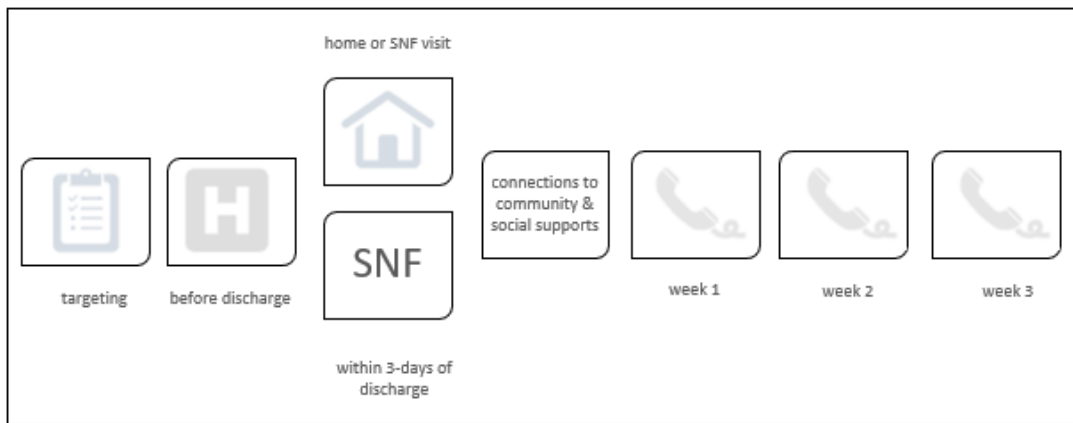 home or SNF visit
H
SNF
connections to
community &
social supports
targeting
before discharge
week 1
week 2
week 3
within 3-days of
discharge